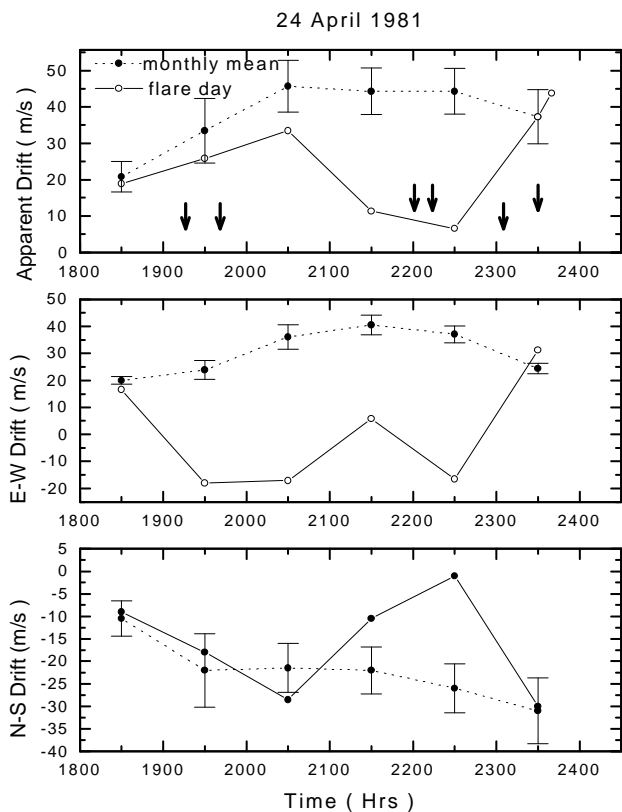 24 April 1981
monthly mean
flare day
Apparent Drift ( m/s )
50
40
30
20
10
0
1800 1900 2000 2100 2200 2300 2400
E-W Drift ( m/s )
50
40
30
20
10
0
-10
-20
1800 1900 2000 2100 2200 2300 2400
N-S Drift (m/s )
5
0
-5
-10
-15
-20
-25
-30
-35
-40
1800 1900 2000 2100 2200 2300 2400
Time ( Hrs )